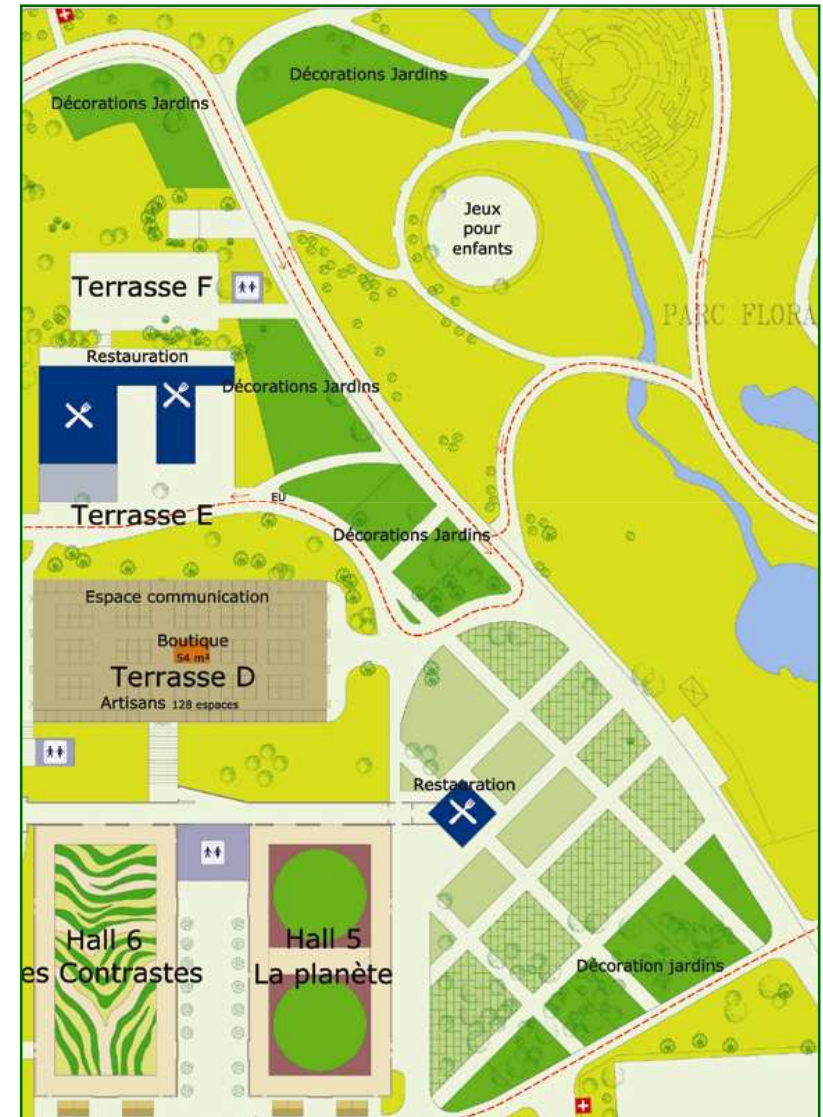 Décorations Jardins
Décorations Jardins
Jeux
pour
enfants
Terrasse F
PARC FLORA
Restauration
Décorations Jardins
EU
Terrasse E
Décorations Jardins
Espace communication
Boutique
54 m²
Terrasse D
Artisans 128 espaces
Restauration
Hall 6
es Contrastes
Hall 5
La planète
Décoration jardins